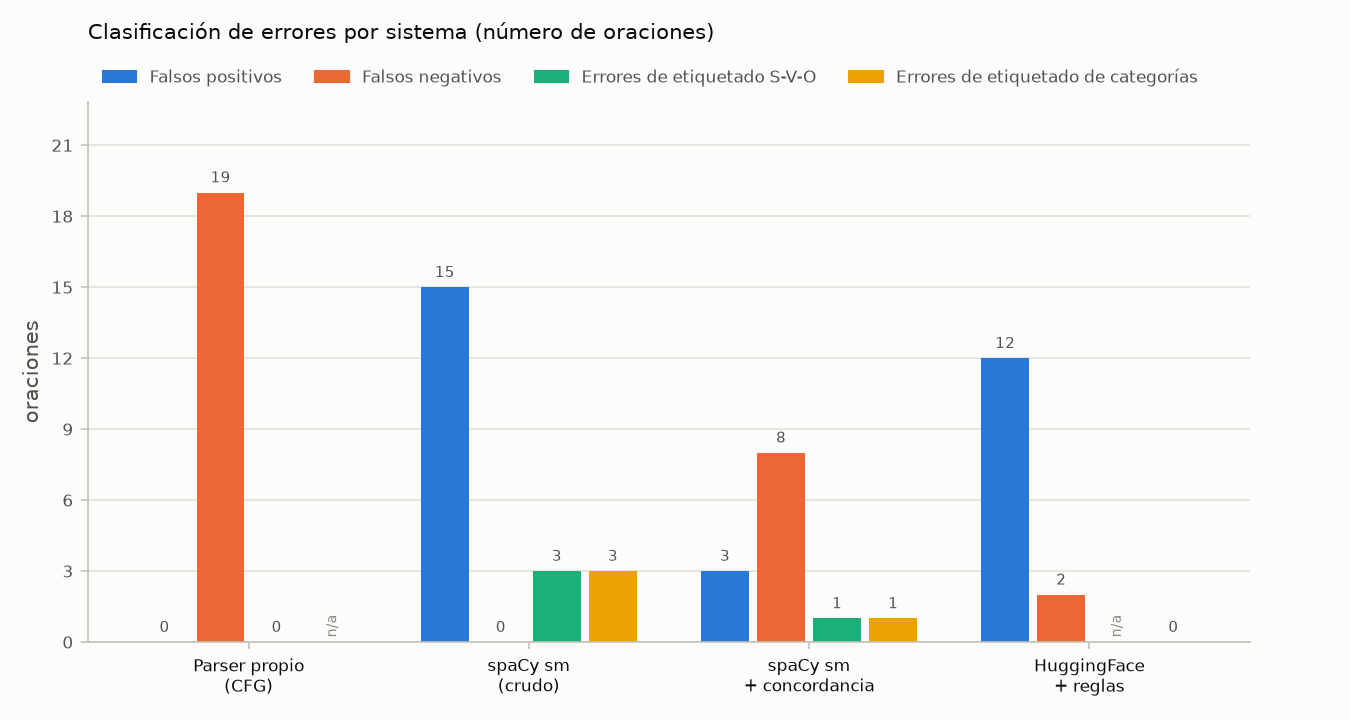 Clasificación de errores por sistema (número de oraciones)
Falsos positivos Falsos negativos Errores de etiquetado S-V-O Errores de etiquetado de categorías
oraciones
21
18
15
12
9
6
3
0
0 19 0 n/a
15 0 3 3
3 8 1 1
12 2 n/a 0
Parser propio
(CFG)
spaCy sm
(crudo)
spaCy sm
+ concordancia
HuggingFace
+ reglas